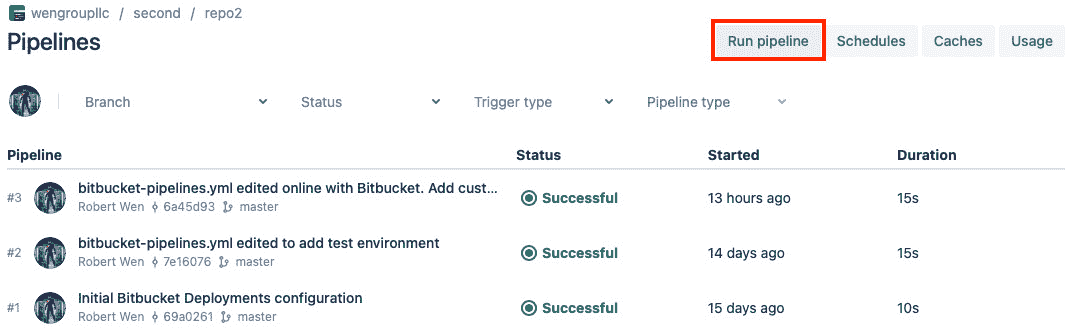 wengroupllc / second / repo2
Pipelines
Run pipeline Schedules Caches Usage
Branch Status Trigger type Pipeline type
Pipeline Status Started Duration
#3 bitbucket-pipelines.yml edited online with Bitbucket. Add cust... Successful 13 hours ago 15s
Robert Wen 6a45d93 master
#2 bitbucket-pipelines.yml edited to add test environment Successful 14 days ago 15s
Robert Wen 7e16076 master
#1 Initial Bitbucket Deployments configuration Successful 15 days ago 10s
Robert Wen 69a0261 master